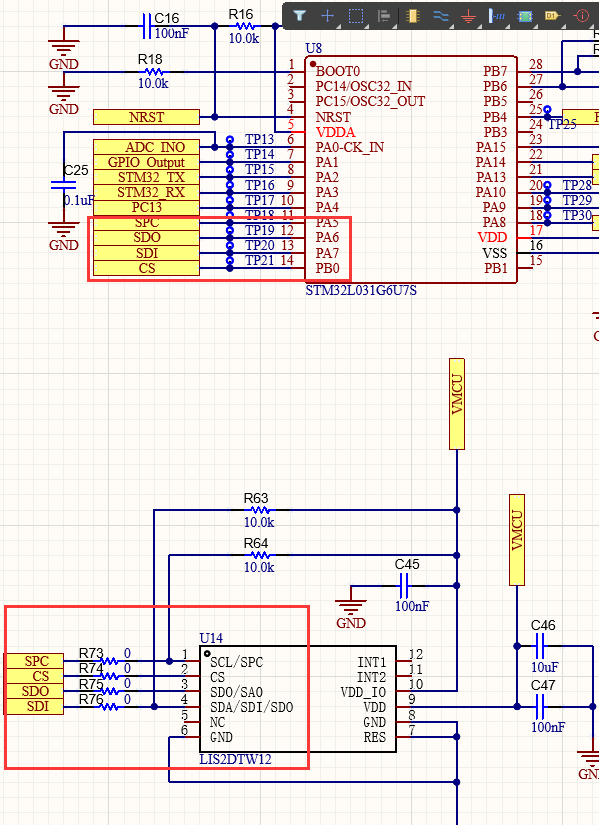 C16
100nF
R16
10.0k
GND
R18
10.0k
GND
U8
NRST
1 BOOT0
2 PC14/OSC32_IN
3 PC15/OSC32_OUT
4 NRST
5 VDDA
6 PA0-CK_IN
7 PA1
8 PA2
9 PA3
10 PA4
11 PA5
12 PA6
13 PA7
14 PB0
PB7 28
PB6 27
PB5 26
PB4 25
PB3 24
PA15 23
PA14 22
PA13 21
PA10 20
PA9 19
PA8 18
VDD 17
VSS 16
PB1 15
TP25
TP28
TP29
TP30
STM32L031G6U7S
C25
0.1uF
GND
ADC_INO
GPIO_Output
STM32_TX
STM32_RX
PC13
SPC
SDO
SDI
CS
TP13
TP14
TP15
TP16
TP17
TP18
TP19
TP20
TP21
VMCU
VMCU
R63
10.0k
R64
10.0k
C45
100nF
GND
C46
10uF
C47
100nF
GN
U14
SPC R73 0
CS R74 0
SDO R75 0
SDI R76 0
1 SCL/SPC
2 CS
3 SDO/SA0
4 SDA/SDI/SDO
5 NC
6 GND
INT1 12
INT2 11
VDD_IO 10
VDD 9
GND 8
RES 7
LIS2DTW12